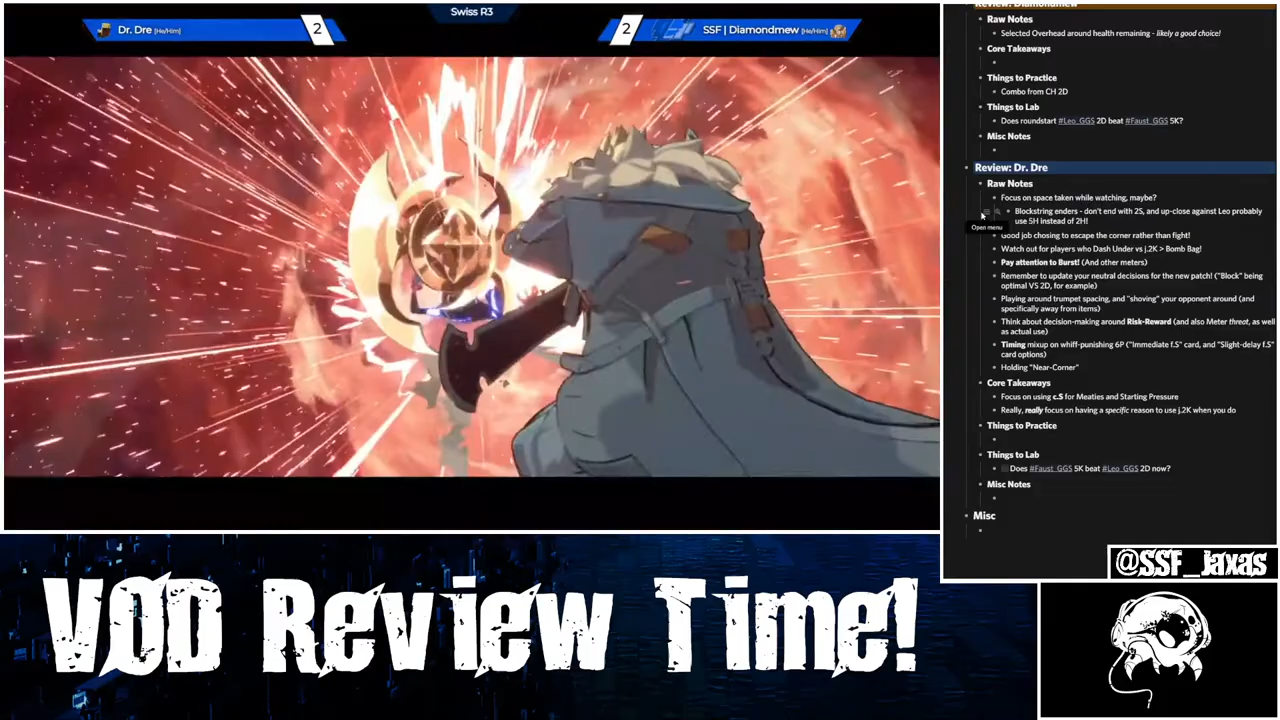 Swiss R3
Dr. Dre [He/Him]
2
2
SSF | Diamondmew [He/Him]
Review: Diamondmew
Raw Notes
Selected Overhead around health remaining - likely a good choice!
Core Takeaways
Things to Practice
Combo from CH 2D
Things to Lab
Does roundstart #Leo_GGS 2D beat #Faust_GGS 5K?
Misc Notes
Review: Dr. Dre
Raw Notes
Focus on space taken while watching, maybe?
Blockstring enders - don't end with 2S, and up-close against Leo probably
use 5H instead of 2H!
Open menu
Good job chosing to escape the corner rather than fight!
Watch out for players who Dash Under vs j.2K > Bomb Bag!
Pay attention to Burst! (And other meters)
Remember to update your neutral decisions for the new patch! ("Block" being
optimal VS 2D, for example)
Playing around trumpet spacing, and "shoving" your opponent around (and
specifically away from items)
Think about decision-making around Risk-Reward (and also Meter threat, as well
as actual use)
Timing mixup on whiff-punishing 6P ("Immediate f.S" card, and "Slight-delay f.S"
card options)
Holding "Near-Corner"
Core Takeaways
Focus on using c.S for Meaties and Starting Pressure
Really, really focus on having a specific reason to use j.2K when you do
Things to Practice
Things to Lab
Does #Faust_GGS 5K beat #Leo_GGS 2D now?
Misc Notes
Misc
@SSF_Jaxas
VOD Review Time!